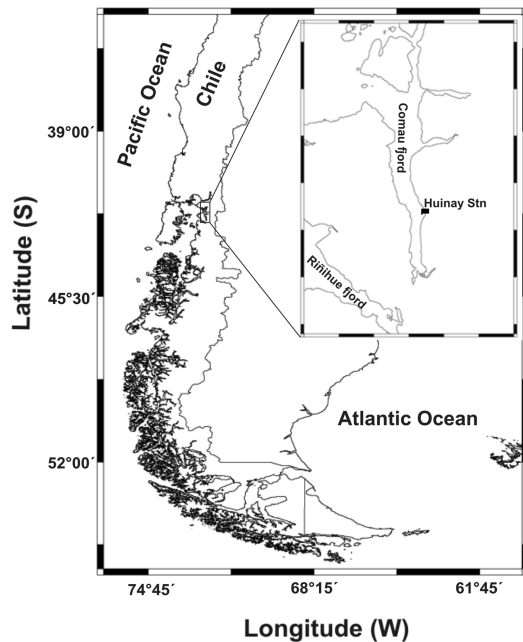 Pacific Ocean
Chile
Comau fjord
Huinay Stn
Riñihue fjord
Atlantic Ocean
39°00´
45°30´
52°00´
Latitude (S)
74°45´
68°15´
61°45´
Longitude (W)